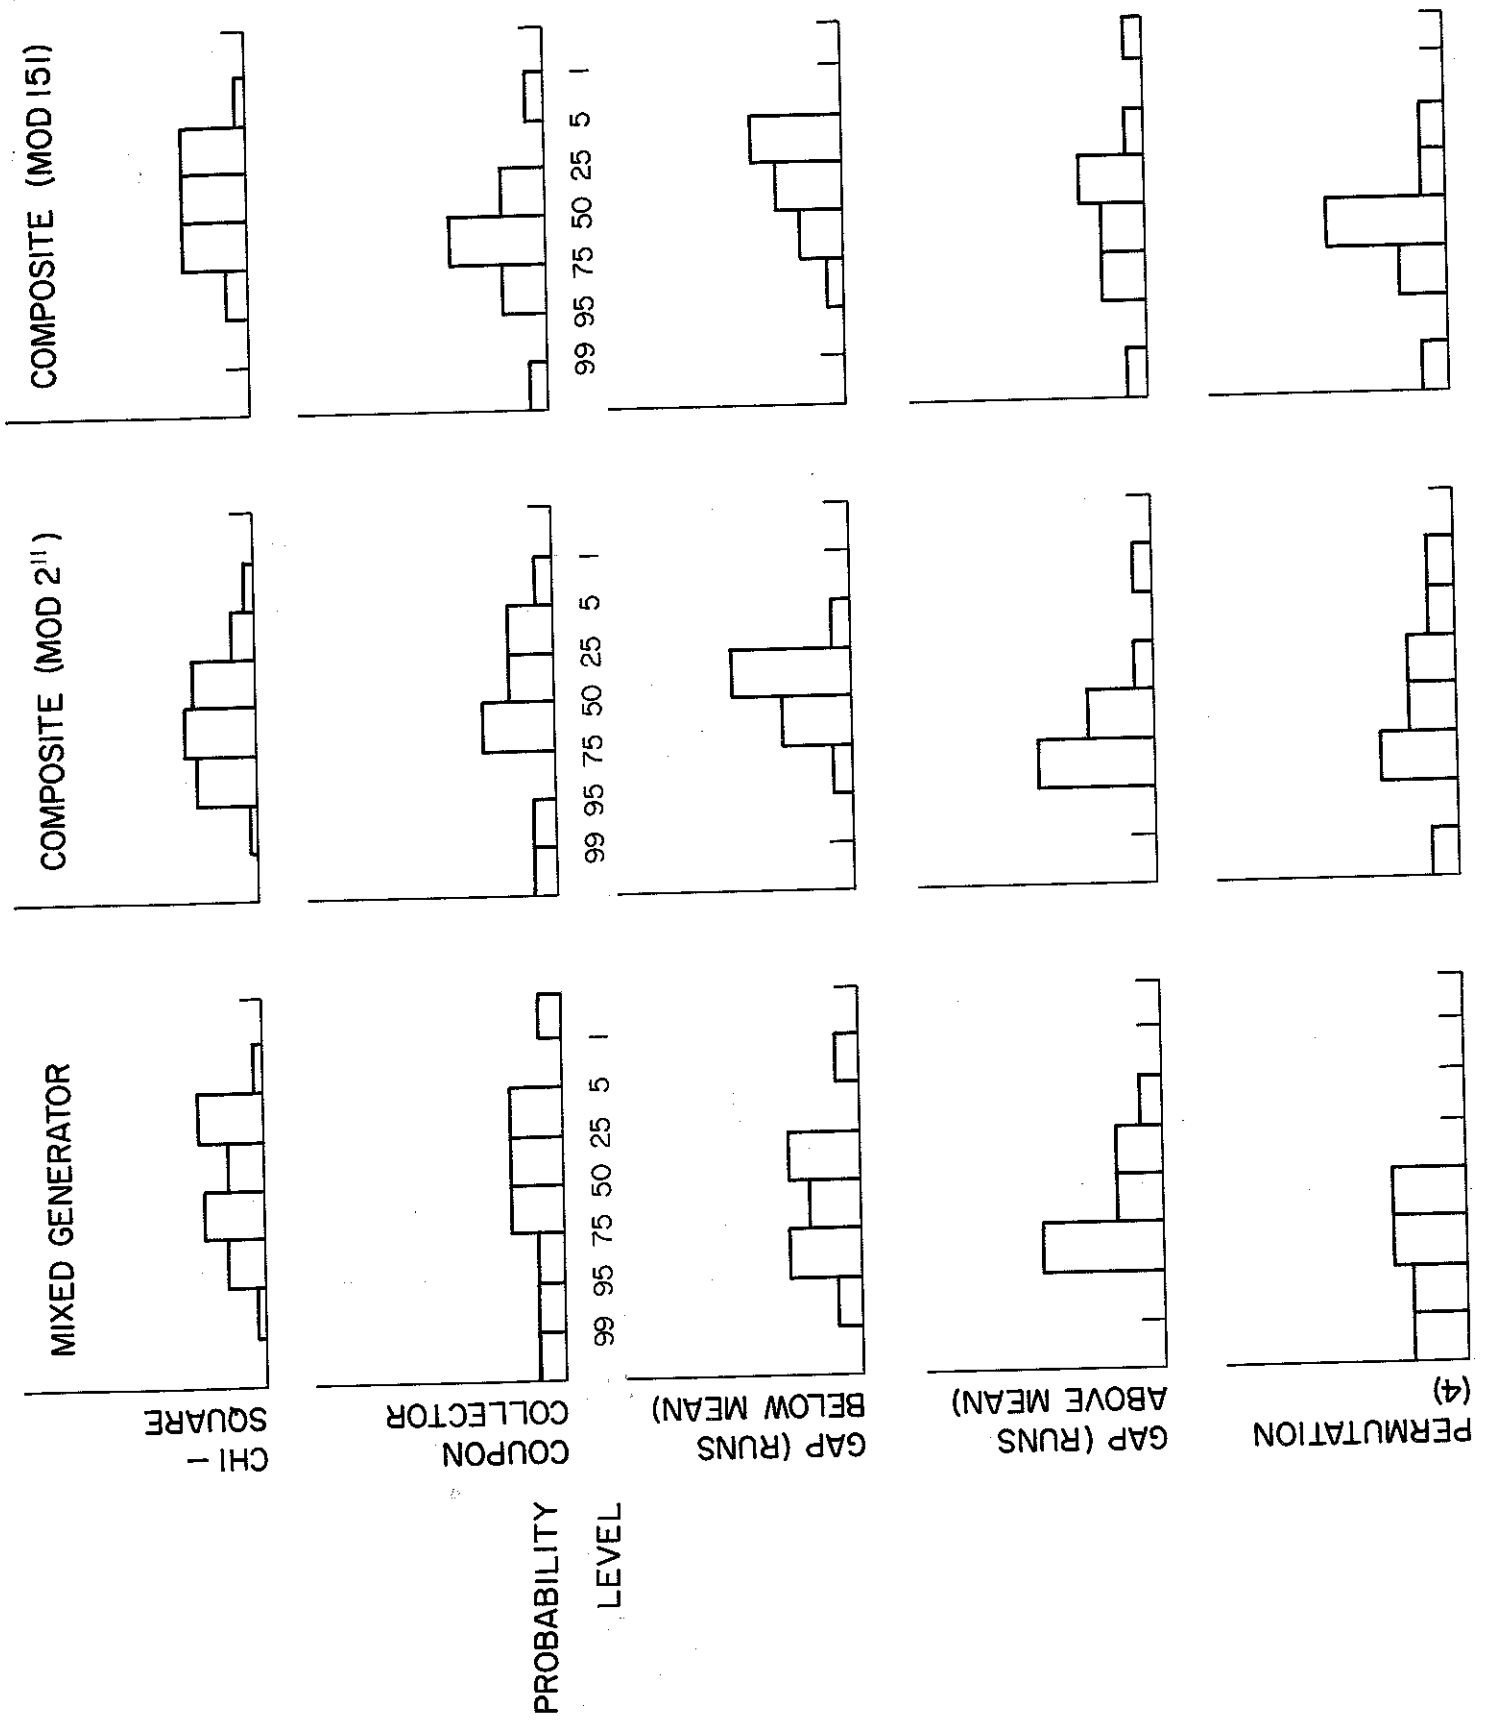 MIXED GENERATOR
COMPOSITE (MOD 2¹¹)
COMPOSITE (MOD 151)
CHI –
SQUARE
COUPON
COLLECTOR
PROBABILITY
LEVEL
99 95 75 50 25 5 1
99 95 75 50 25 5 1
99 95 75 50 25 5 1
GAP (RUNS
BELOW MEAN)
GAP (RUNS
ABOVE MEAN)
PERMUTATION
(4)